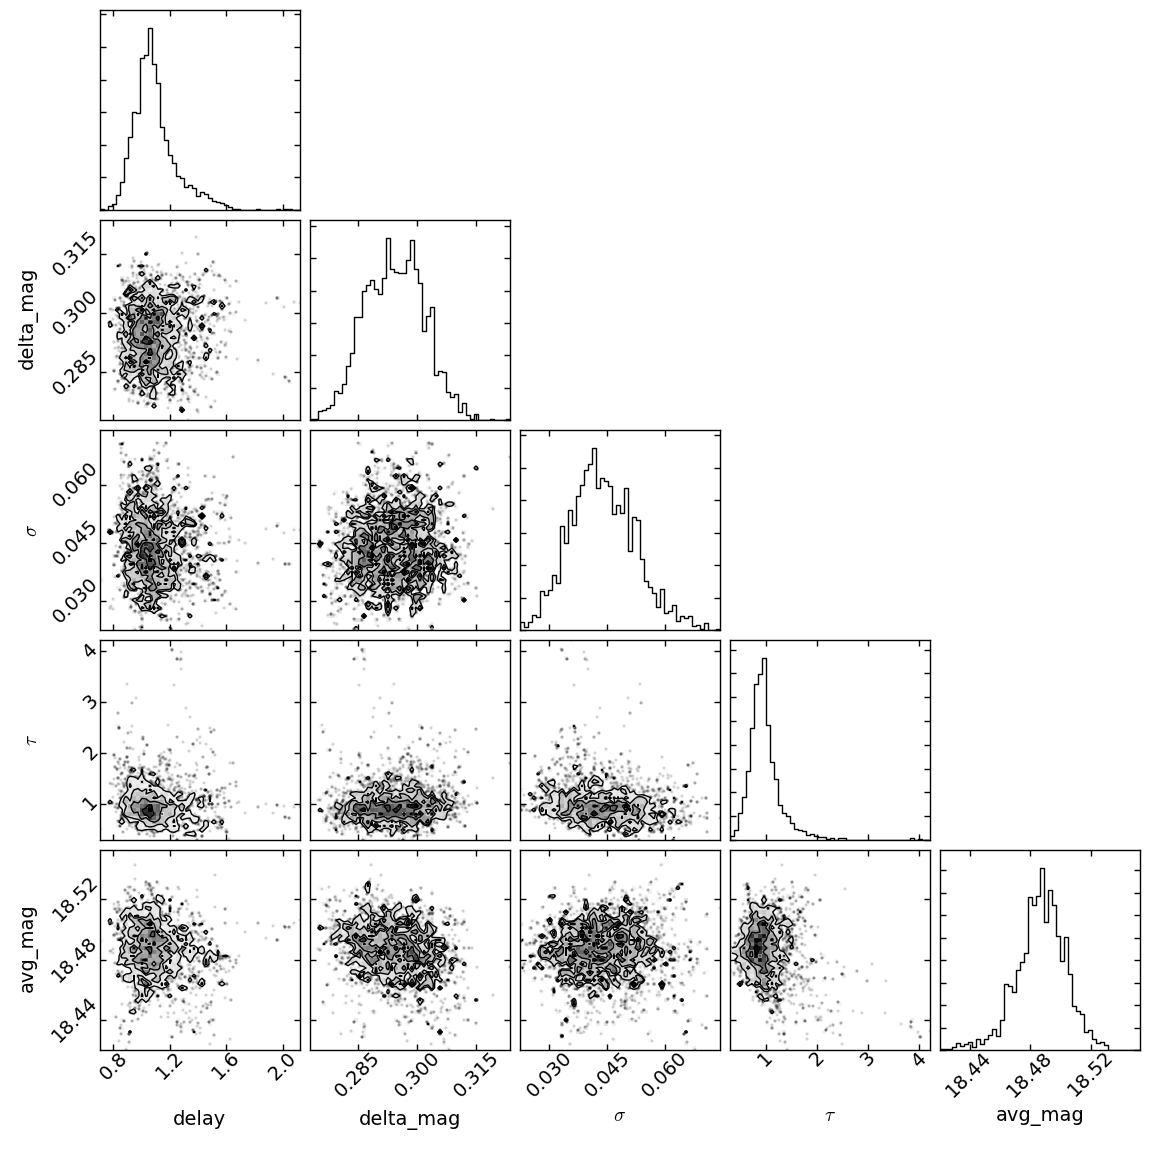 0.315
0.300
0.285
delta_mag
0.060
0.045
0.030
σ
4
3
2
1
τ
18.52
18.48
18.44
avg_mag
0.8 1.2 1.6 2.0
delay
0.285 0.300 0.315
delta_mag
0.030 0.045 0.060
σ
1 2 3 4
τ
18.44 18.48 18.52
avg_mag